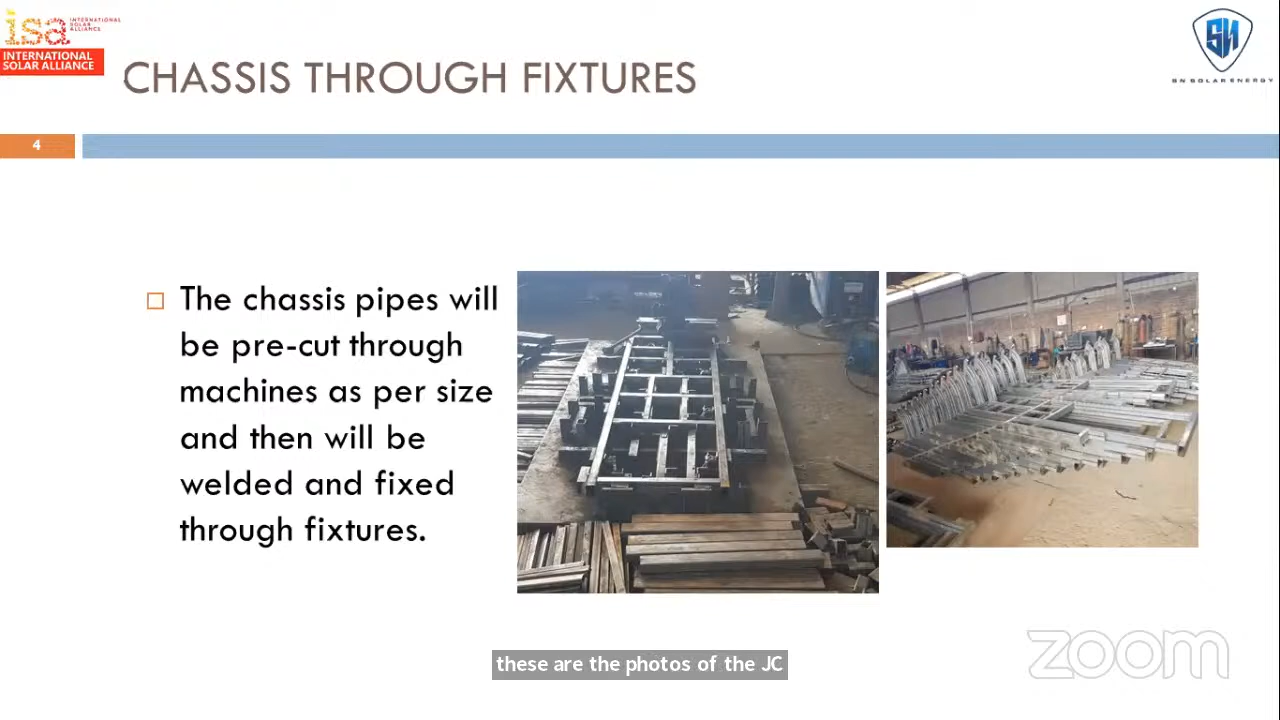 isa
INTERNATIONAL
SOLAR
ALLIANCE
INTERNATIONAL
SOLAR ALLIANCE
CHASSIS THROUGH FIXTURES
SN
SN SOLAR ENERGY
4
The chassis pipes will
be pre-cut through
machines as per size
and then will be
welded and fixed
through fixtures.
these are the photos of the JC
zoom